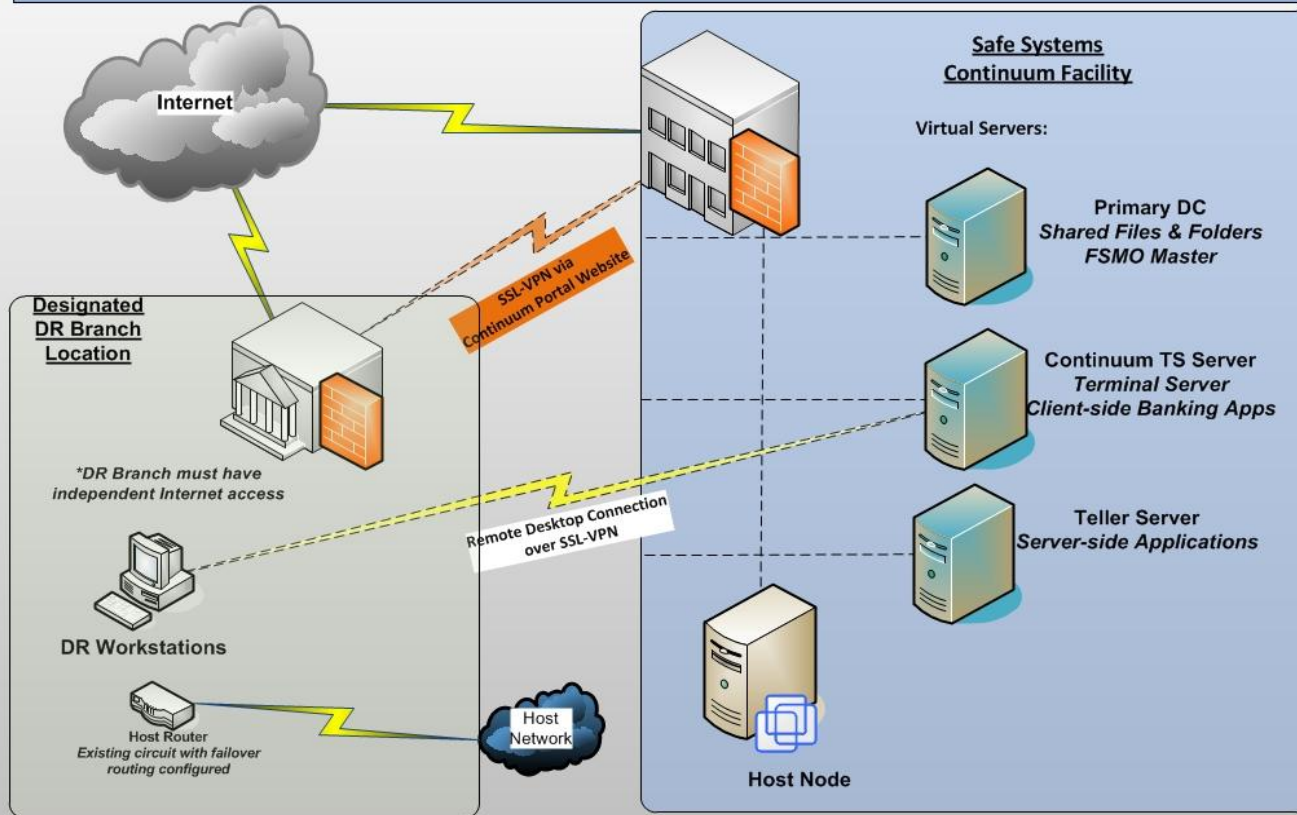 Internet
Safe Systems
Continuum Facility
Virtual Servers:
Primary DC
Shared Files & Folders
FSMO Master
SSL-VPN via
Continuum Portal Website
Designated
DR Branch
Location
Continuum TS Server
Terminal Server
Client-side Banking Apps
*DR Branch must have
independent Internet access
Remote Desktop Connection
over SSL-VPN
Teller Server
Server-side Applications
DR Workstations
Host Router
Existing circuit with failover
routing configured
Host
Network
Host Node